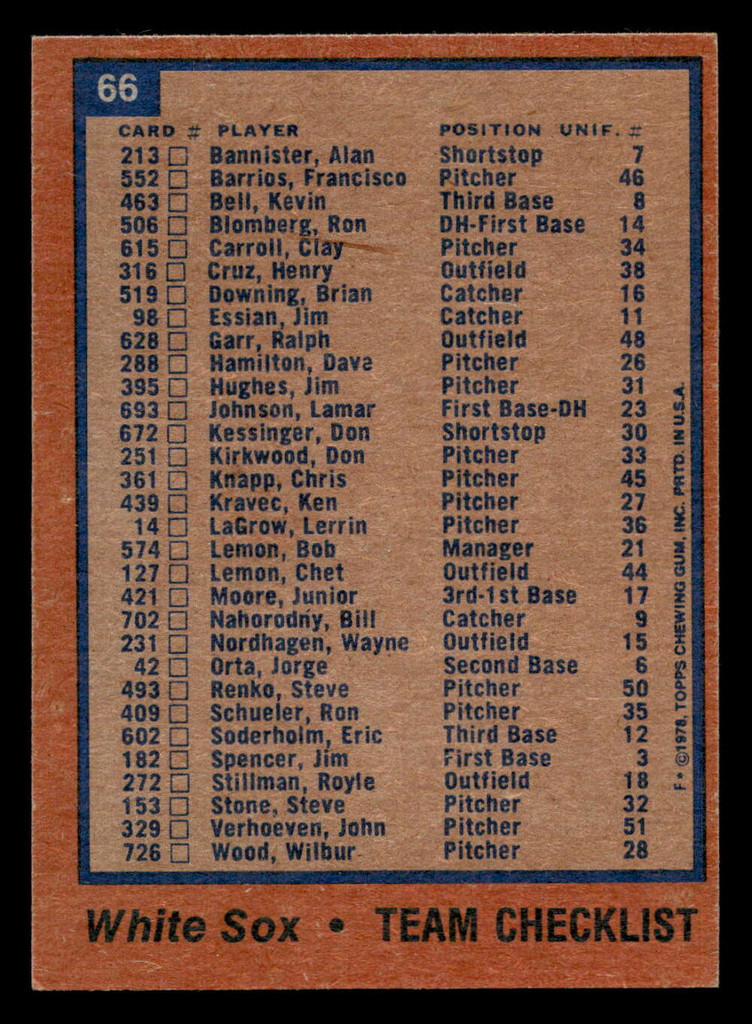 66
CARD # PLAYER POSITION UNIF. #
213 Bannister, Alan Shortstop 7
552 Barrios, Francisco Pitcher 46
463 Bell, Kevin Third Base 8
506 Blomberg, Ron DH-First Base 14
615 Carroll, Clay Pitcher 34
316 Cruz, Henry Outfield 38
519 Downing, Brian Catcher 16
98 Essian, Jim Catcher 11
628 Garr, Ralph Outfield 48
288 Hamilton, Dave Pitcher 26
395 Hughes, Jim Pitcher 31
693 Johnson, Lamar First Base-DH 23
672 Kessinger, Don Shortstop 30
251 Kirkwood, Don Pitcher 33
361 Knapp, Chris Pitcher 45
439 Kravec, Ken Pitcher 27
14 LaGrow, Lerrin Pitcher 36
574 Lemon, Bob Manager 21
127 Lemon, Chet Outfield 44
421 Moore, Junior 3rd-1st Base 17
702 Nahorodny, Bill Catcher 9
231 Nordhagen, Wayne Outfield 15
42 Orta, Jorge Second Base 6
493 Renko, Steve Pitcher 50
409 Schueler, Ron Pitcher 35
602 Soderholm, Eric Third Base 12
182 Spencer, Jim First Base 3
272 Stillman, Royle Outfield 18
153 Stone, Steve Pitcher 32
329 Verhoeven, John Pitcher 51
726 Wood, Wilbur Pitcher 28
F• ©1978, TOPPS CHEWING GUM, INC. PRTD. IN U.S.A.
White Sox • TEAM CHECKLIST